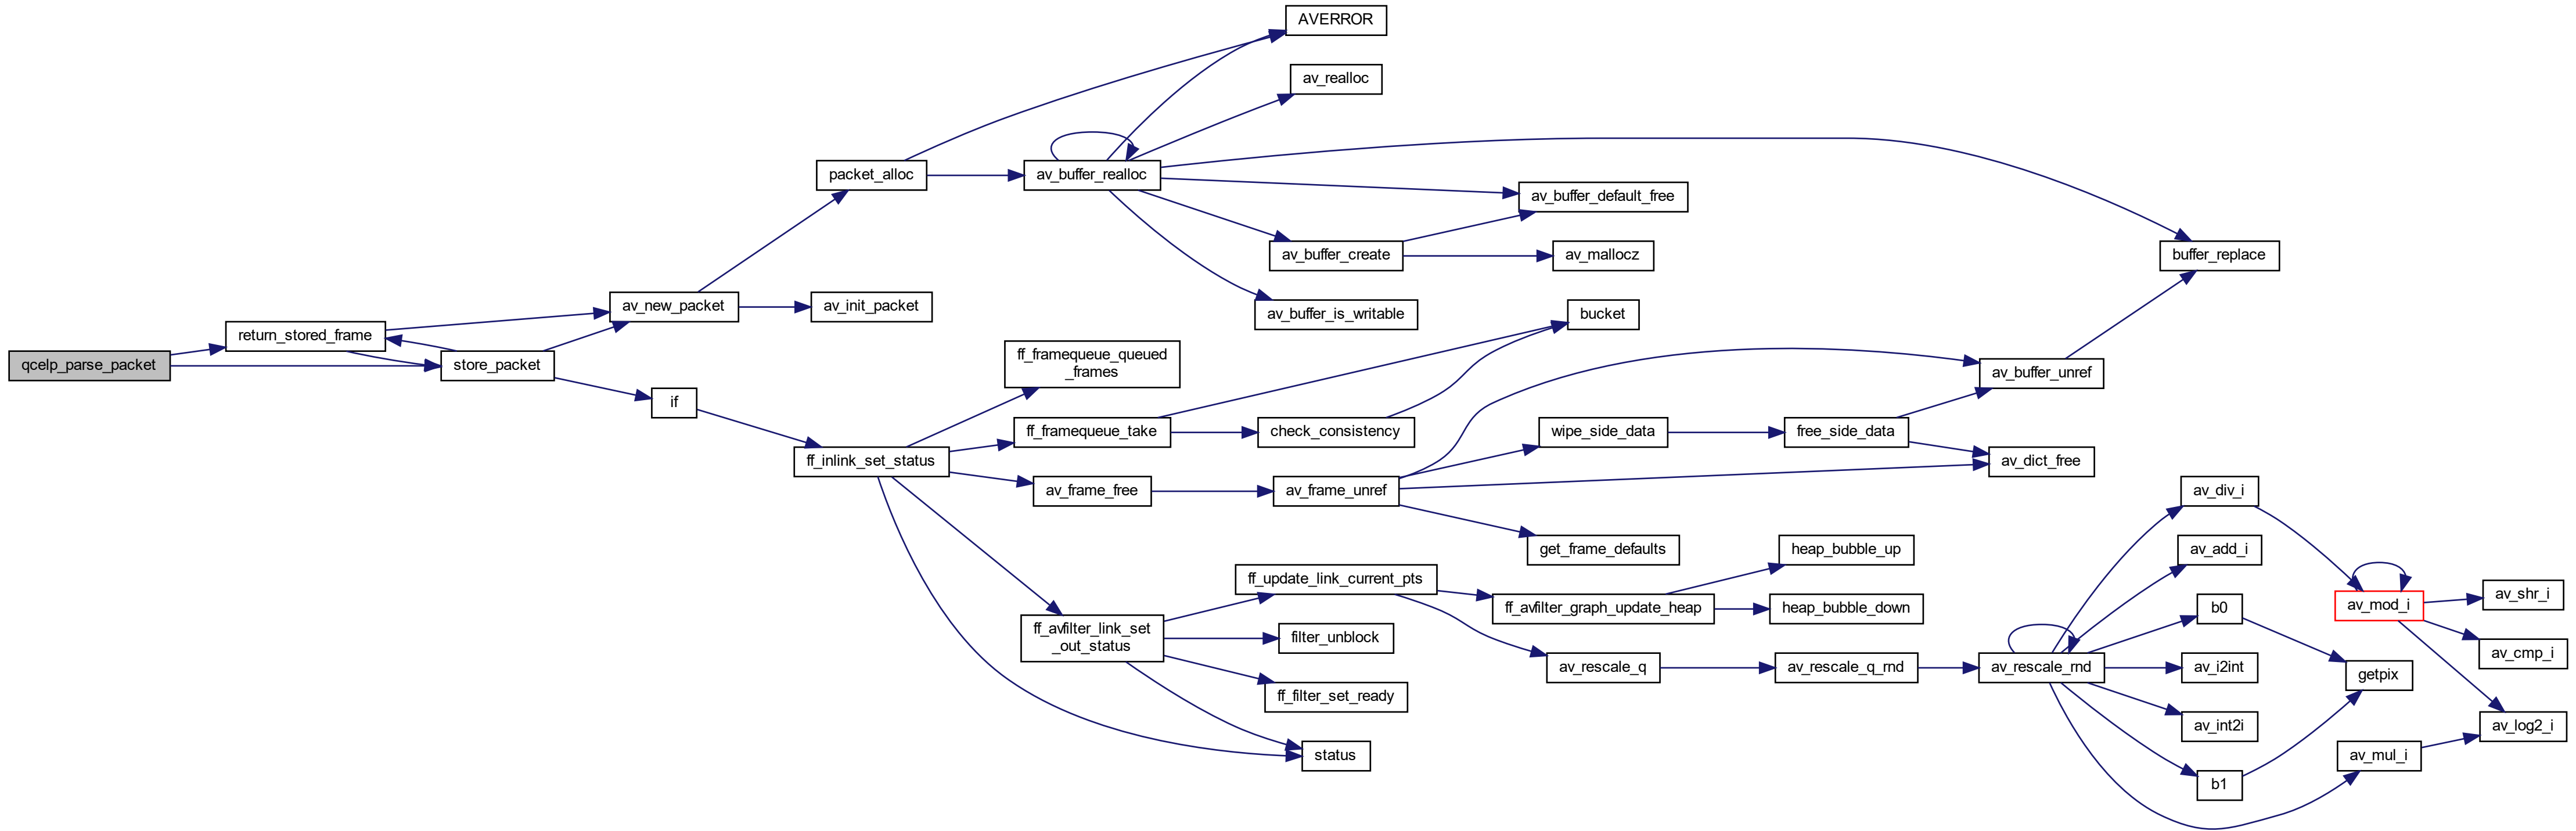 AVERROR
av_realloc
packet_alloc
av_buffer_realloc
av_buffer_default_free
av_buffer_create
av_mallocz
buffer_replace
av_new_packet
av_init_packet
av_buffer_is_writable
bucket
return_stored_frame
qcelp_parse_packet
store_packet
ff_framequeue_queued
_frames
av_buffer_unref
if
ff_framequeue_take
check_consistency
wipe_side_data
free_side_data
ff_inlink_set_status
av_dict_free
av_frame_free
av_frame_unref
av_div_i
get_frame_defaults
heap_bubble_up
av_add_i
ff_update_link_current_pts
ff_avfilter_graph_update_heap
heap_bubble_down
av_mod_i
av_shr_i
b0
ff_avfilter_link_set
_out_status
filter_unblock
av_cmp_i
av_rescale_q
av_rescale_q_rnd
av_rescale_rnd
av_i2int
getpix
ff_filter_set_ready
av_int2i
av_log2_i
status
av_mul_i
b1